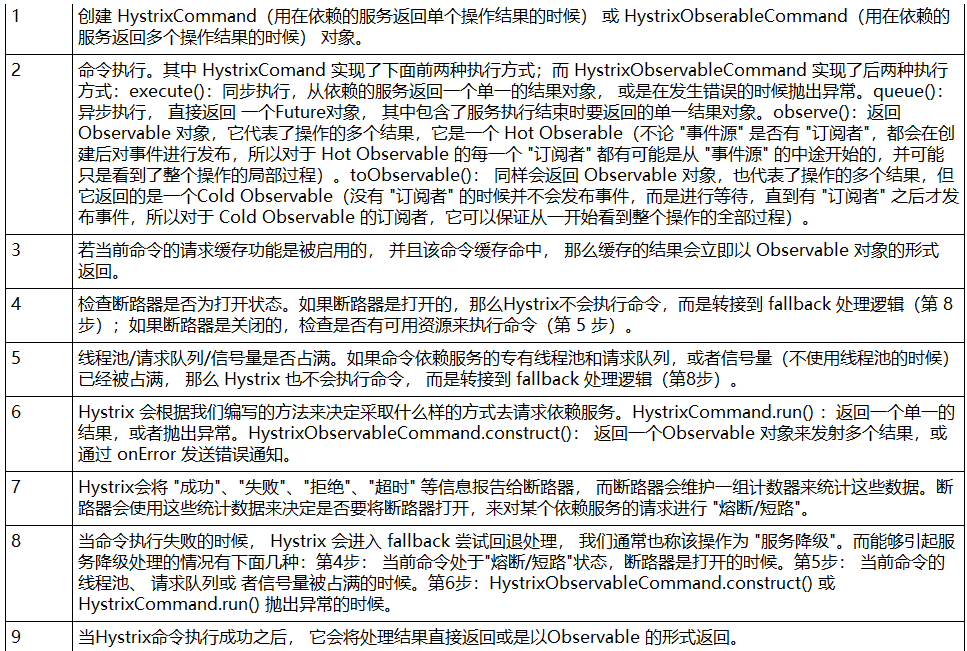 1 创建 HystrixCommand（用在依赖的服务返回单个操作结果的时候） 或 HystrixObserableCommand（用在依赖的
服务返回多个操作结果的时候） 对象。
2 命令执行。其中 HystrixComand 实现了下面前两种执行方式；而 HystrixObservableCommand 实现了后两种执行
方式：execute()：同步执行，从依赖的服务返回一个单一的结果对象， 或是在发生错误的时候抛出异常。queue()：
异步执行， 直接返回 一个Future对象， 其中包含了服务执行结束时要返回的单一结果对象。observe()：返回
Observable 对象，它代表了操作的多个结果，它是一个 Hot Obserable（不论 "事件源" 是否有 "订阅者"，都会在创
建后对事件进行发布，所以对于 Hot Observable 的每一个 "订阅者" 都有可能是从 "事件源" 的中途开始的，并可能
只是看到了整个操作的局部过程）。toObservable()： 同样会返回 Observable 对象，也代表了操作的多个结果，但
它返回的是一个Cold Observable（没有 "订阅者" 的时候并不会发布事件，而是进行等待，直到有 "订阅者" 之后才发
布事件，所以对于 Cold Observable 的订阅者，它可以保证从一开始看到整个操作的全部过程）。
3 若当前命令的请求缓存功能是被启用的， 并且该命令缓存命中， 那么缓存的结果会立即以 Observable 对象的形式
返回。
4 检查断路器是否为打开状态。如果断路器是打开的，那么Hystrix不会执行命令，而是转接到 fallback 处理逻辑（第 8
步）；如果断路器是关闭的，检查是否有可用资源来执行命令（第 5 步）。
5 线程池/请求队列/信号量是否占满。如果命令依赖服务的专有线程池和请求队列，或者信号量（不使用线程池的时候）
已经被占满， 那么 Hystrix 也不会执行命令， 而是转接到 fallback 处理逻辑（第8步）。
6 Hystrix 会根据我们编写的方法来决定采取什么样的方式去请求依赖服务。HystrixCommand.run() ：返回一个单一的
结果，或者抛出异常。HystrixObservableCommand.construct()： 返回一个Observable 对象来发射多个结果，或
通过 onError 发送错误通知。
7 Hystrix会将 "成功"、"失败"、"拒绝"、"超时" 等信息报告给断路器， 而断路器会维护一组计数器来统计这些数据。断
路器会使用这些统计数据来决定是否要将断路器打开，来对某个依赖服务的请求进行 "熔断/短路"。
8 当命令执行失败的时候， Hystrix 会进入 fallback 尝试回退处理， 我们通常也称该操作为 "服务降级"。而能够引起服
务降级处理的情况有下面几种：第4步： 当前命令处于"熔断/短路"状态，断路器是打开的时候。第5步： 当前命令的
线程池、 请求队列或 者信号量被占满的时候。第6步：HystrixObservableCommand.construct() 或
HystrixCommand.run() 抛出异常的时候。
9 当Hystrix命令执行成功之后， 它会将处理结果直接返回或是以Observable 的形式返回。